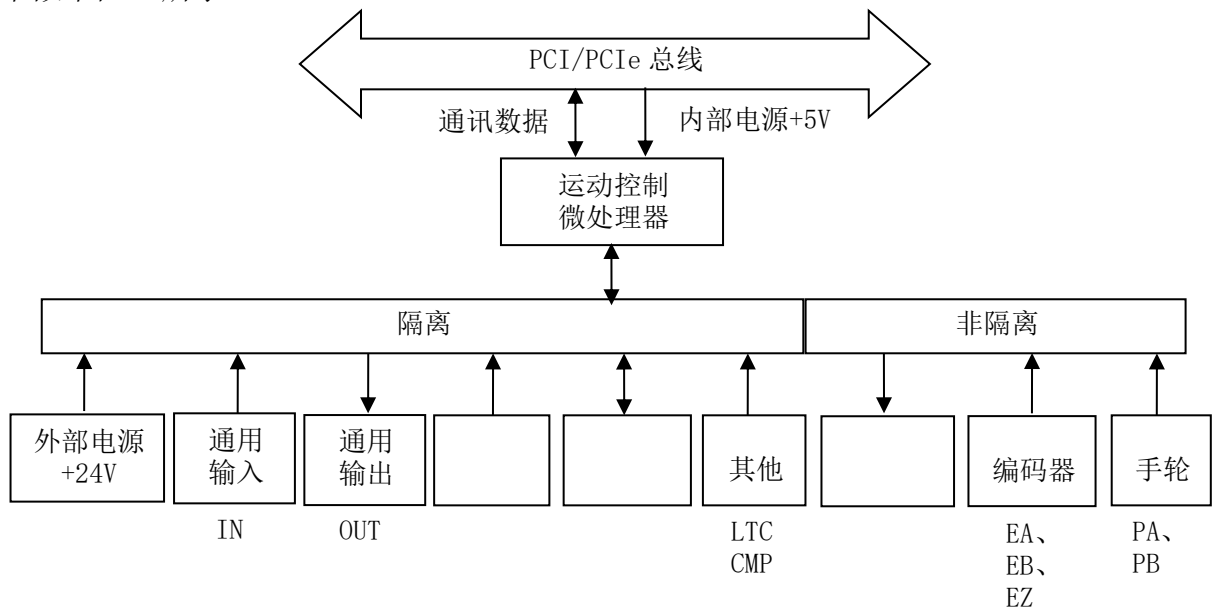 PCI/PCIe 总线
通讯数据
内部电源+5V
运动控制
微处理器
隔离
非隔离
外部电源
+24V
通用
输入
通用
输出
其他
编码器
手轮
IN
OUT
LTC
CMP
EA、
EB、
EZ
PA、
PB